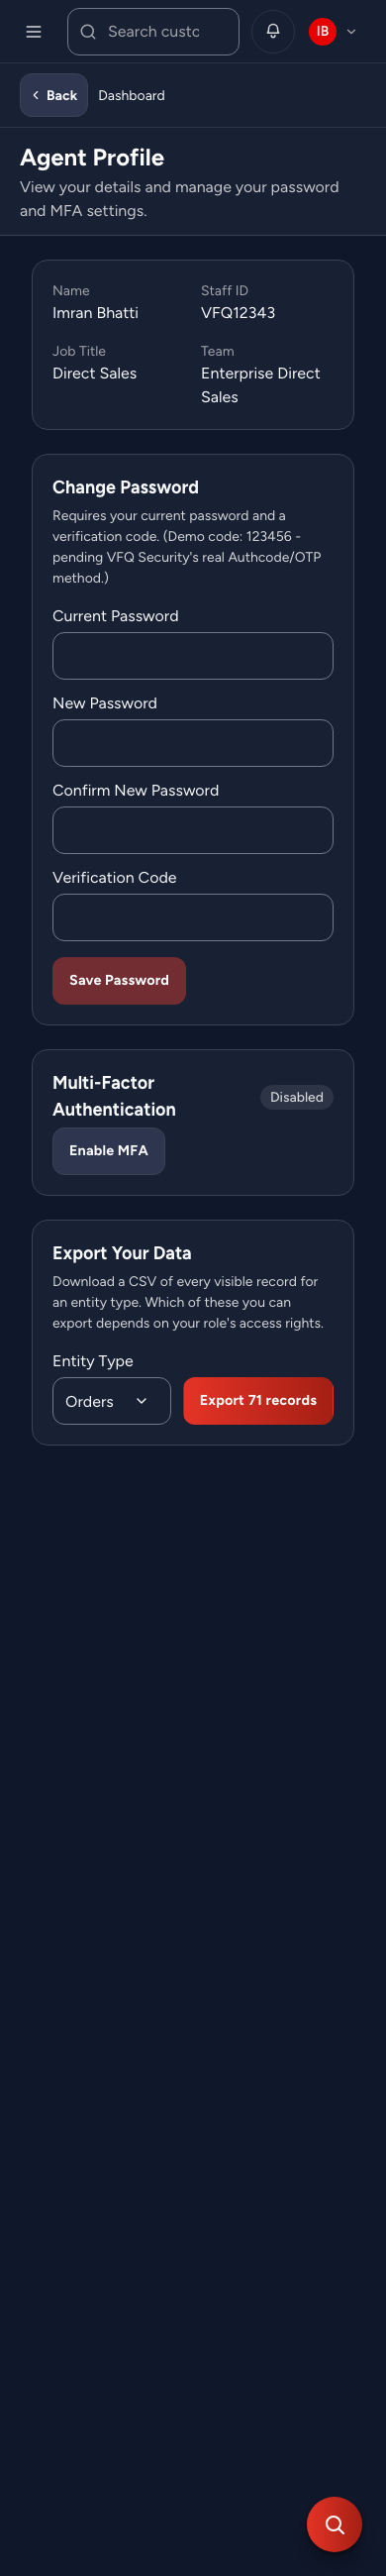 Search custo
IB
Back
Dashboard
Agent Profile
View your details and manage your password
and MFA settings.
Name
Staff ID
Imran Bhatti
VFQ12343
Job Title
Team
Direct Sales
Enterprise Direct
Sales
Change Password
Requires your current password and a
verification code. (Demo code: 123456 -
pending VFQ Security's real Authcode/OTP
method.)
Current Password
New Password
Confirm New Password
Verification Code
Save Password
Multi-Factor
Authentication
Disabled
Enable MFA
Export Your Data
Download a CSV of every visible record for
an entity type. Which of these you can
export depends on your role's access rights.
Entity Type
Orders
Export 71 records